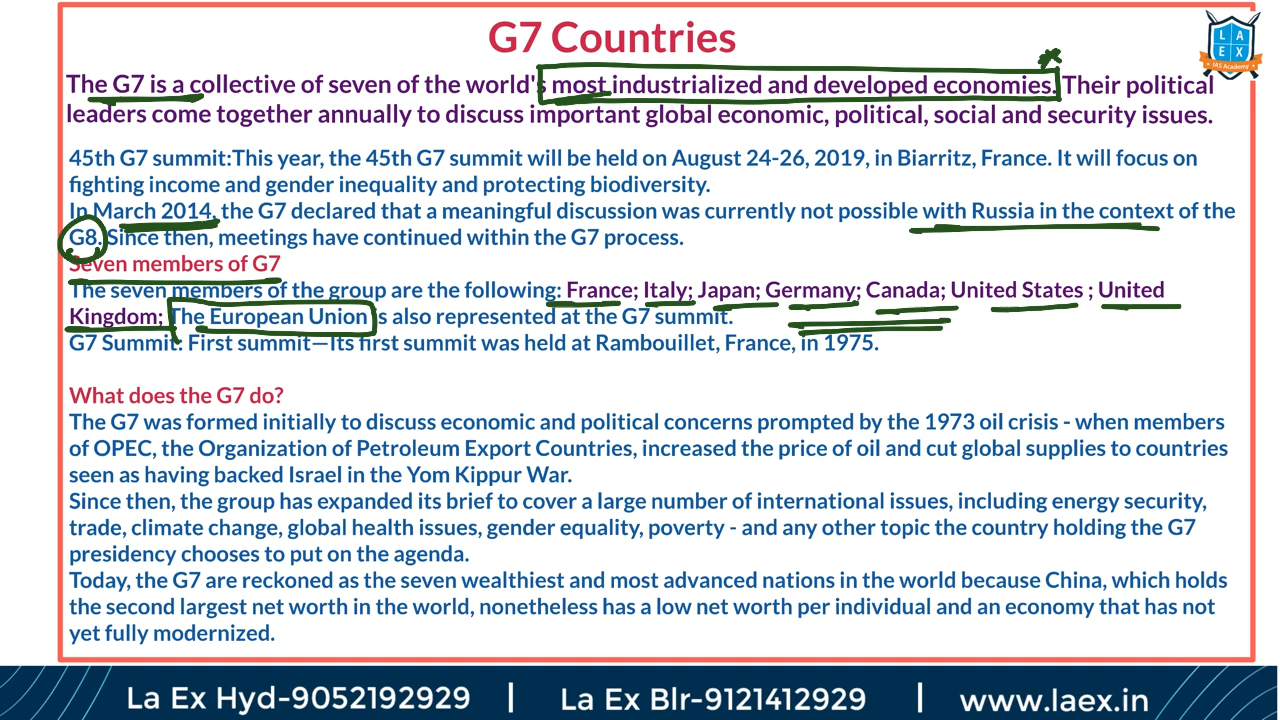 G7 Countries
LA
EX
IAS Academy
The G7 is a collective of seven of the world's most industrialized and developed economies. Their political
leaders come together annually to discuss important global economic, political, social and security issues.
45th G7 summit:This year, the 45th G7 summit will be held on August 24-26, 2019, in Biarritz, France. It will focus on
fighting income and gender inequality and protecting biodiversity.
In March 2014, the G7 declared that a meaningful discussion was currently not possible with Russia in the context of the
G8. Since then, meetings have continued within the G7 process.
Seven members of G7
The seven members of the group are the following: France; Italy; Japan; Germany; Canada; United States ; United
Kingdom; The European Union is also represented at the G7 summit.
G7 Summit: First summit—Its first summit was held at Rambouillet, France, in 1975.
What does the G7 do?
The G7 was formed initially to discuss economic and political concerns prompted by the 1973 oil crisis - when members
of OPEC, the Organization of Petroleum Export Countries, increased the price of oil and cut global supplies to countries
seen as having backed Israel in the Yom Kippur War.
Since then, the group has expanded its brief to cover a large number of international issues, including energy security,
trade, climate change, global health issues, gender equality, poverty - and any other topic the country holding the G7
presidency chooses to put on the agenda.
Today, the G7 are reckoned as the seven wealthiest and most advanced nations in the world because China, which holds
the second largest net worth in the world, nonetheless has a low net worth per individual and an economy that has not
yet fully modernized.
La Ex Hyd-9052192929 | La Ex Blr-9121412929 | www.laex.in